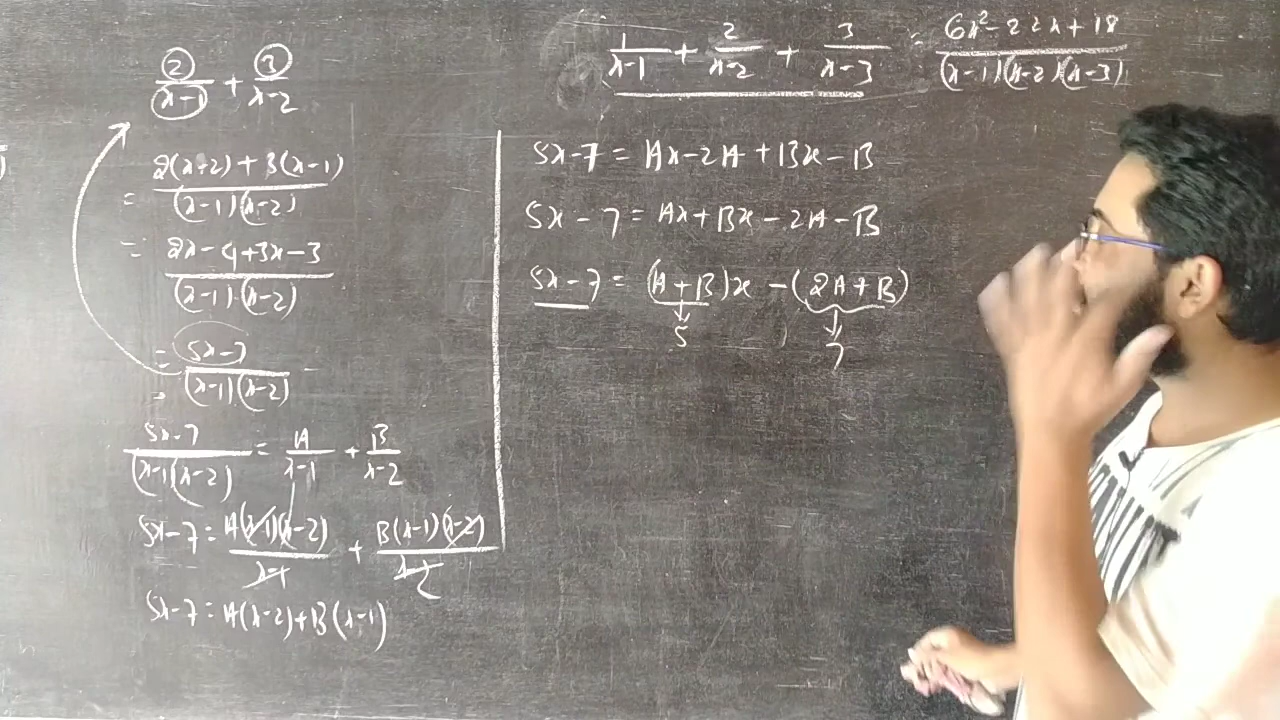 2/(x-1) + 3/(x-2)
= (2(x-2) + 3(x-1))/((x-1)(x-2))
= (2x-4+3x-3)/((x-1)(x-2))
= (5x-7)/((x-1)(x-2))
(5x-7)/((x-1)(x-2)) = A/(x-1) + B/(x-2)
5x-7 = A(x-1)(x-2)/(x-1) + B(x-1)(x-2)/(x-2)
5x-7 = A(x-2)+B(x-1)
1/(x-1) + 2/(x-2) + 3/(x-3) = (6x²-22x+18)/((x-1)(x-2)(x-3))
5x-7 = Ax-2A+Bx-B
5x-7 = Ax+Bx-2A-B
5x-7 = (A+B)x-(2A+B)
5 7